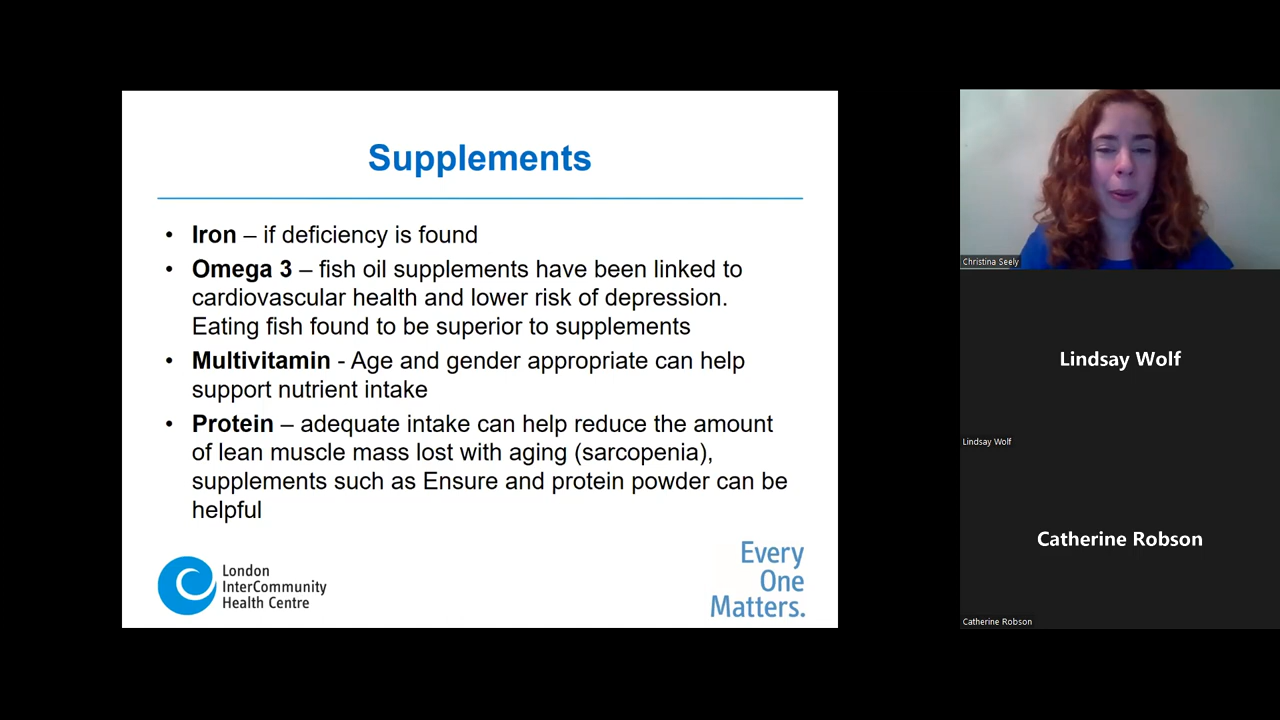 Supplements
• Iron – if deficiency is found
• Omega 3 – fish oil supplements have been linked to
cardiovascular health and lower risk of depression.
Eating fish found to be superior to supplements
• Multivitamin - Age and gender appropriate can help
support nutrient intake
• Protein – adequate intake can help reduce the amount
of lean muscle mass lost with aging (sarcopenia),
supplements such as Ensure and protein powder can be
helpful
London
InterCommunity
Health Centre
Every
One
Matters.
Christina Seely
Lindsay Wolf
Lindsay Wolf
Catherine Robson
Catherine Robson